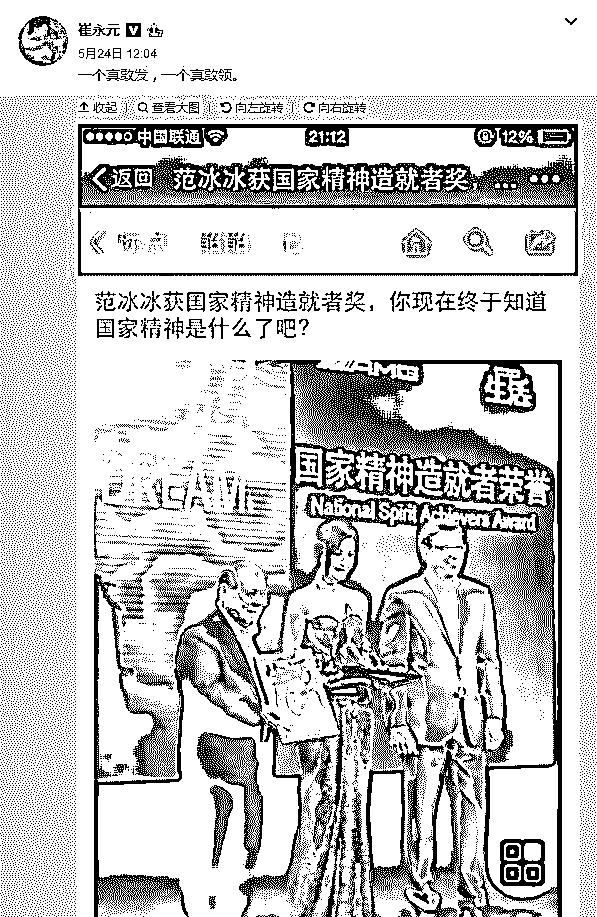 崔永元
5月24日 12:04
一个真敢发，一个真敢领。
收起 查看大图 向左旋转 向右旋转
中国联通 21:12 12%
返回 范冰冰获国家精神造就者奖，...
范冰冰获国家精神造就者奖，你现在终于知道
国家精神是什么了吧？
生活
DREAM
国家精神造就者荣誉
National Spirit Achievers Award